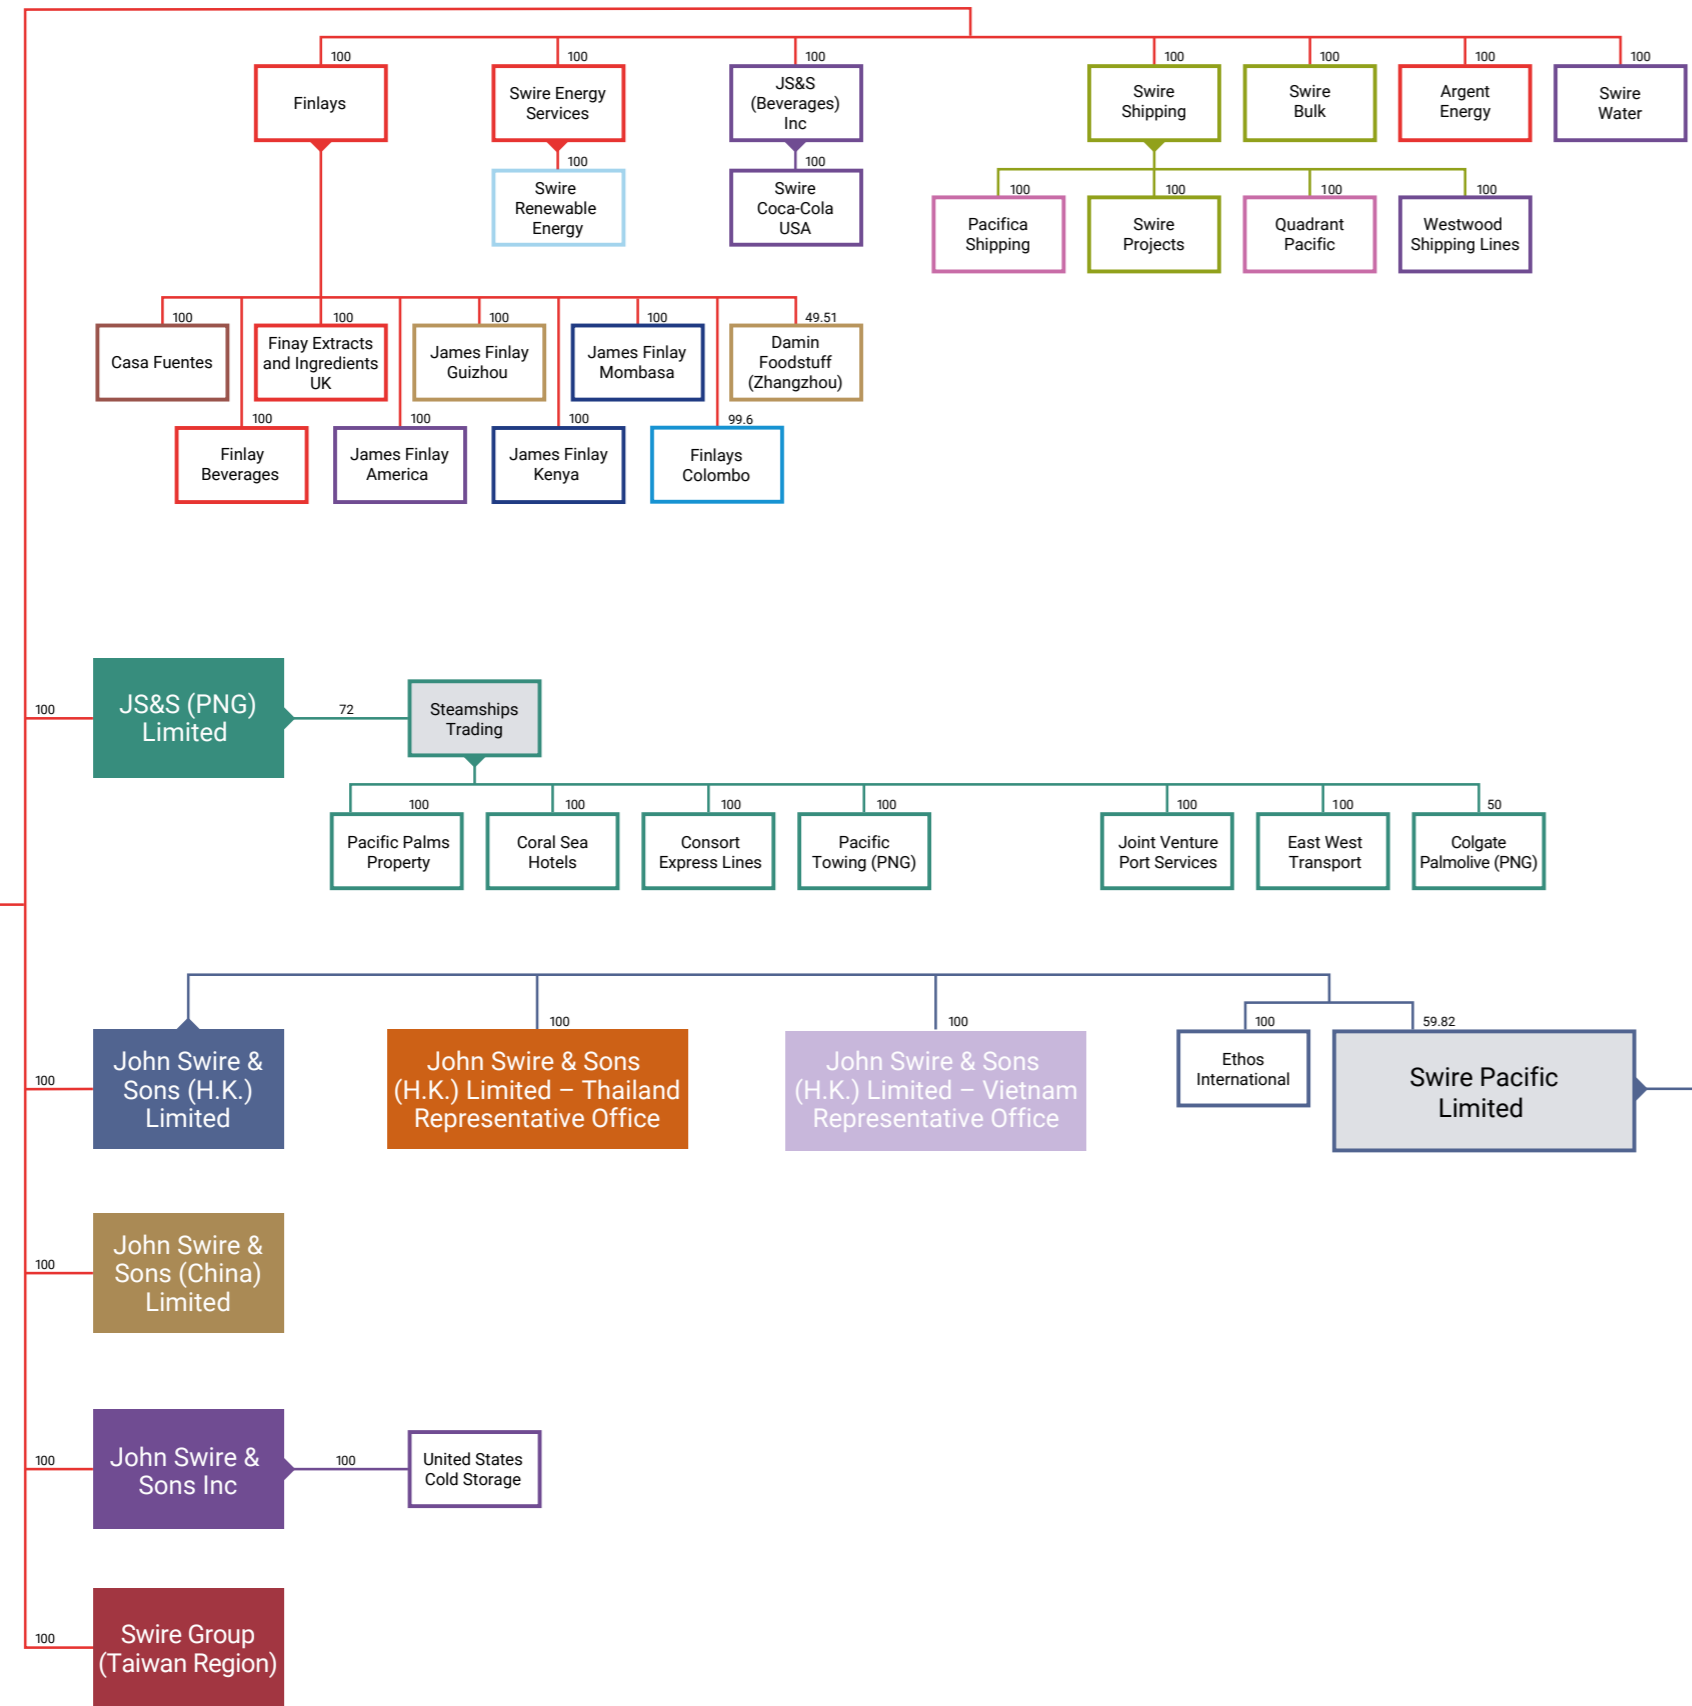 100
100
100
100
100
100
100
Finlays
Swire Energy
Services
JS&S
(Beverages)
Inc
Swire
Shipping
Swire
Bulk
Argent
Energy
Swire
Water
100
100
Swire
Renewable
Energy
Swire
Coca-Cola
USA
100
100
100
100
Pacifica
Shipping
Swire
Projects
Quadrant
Pacific
Westwood
Shipping Lines
100
100
100
100
49.51
Casa Fuentes
Finay Extracts
and Ingredients
UK
James Finlay
Guizhou
James Finlay
Mombasa
Damin
Foodstuff
(Zhangzhou)
100
100
100
99.6
Finlay
Beverages
James Finlay
America
James Finlay
Kenya
Finlays
Colombo
100
JS&S (PNG)
Limited
72
Steamships
Trading
100
100
100
100
100
100
50
Pacific Palms
Property
Coral Sea
Hotels
Consort
Express Lines
Pacific
Towing (PNG)
Joint Venture
Port Services
East West
Transport
Colgate
Palmolive (PNG)
100
John Swire &
Sons (H.K.)
Limited
100
John Swire & Sons
(H.K.) Limited – Thailand
Representative Office
100
John Swire & Sons
(H.K.) Limited – Vietnam
Representative Office
100
Ethos
International
59.82
Swire Pacific
Limited
100
John Swire &
Sons (China)
Limited
100
John Swire &
Sons Inc
100
United States
Cold Storage
100
Swire Group
(Taiwan Region)